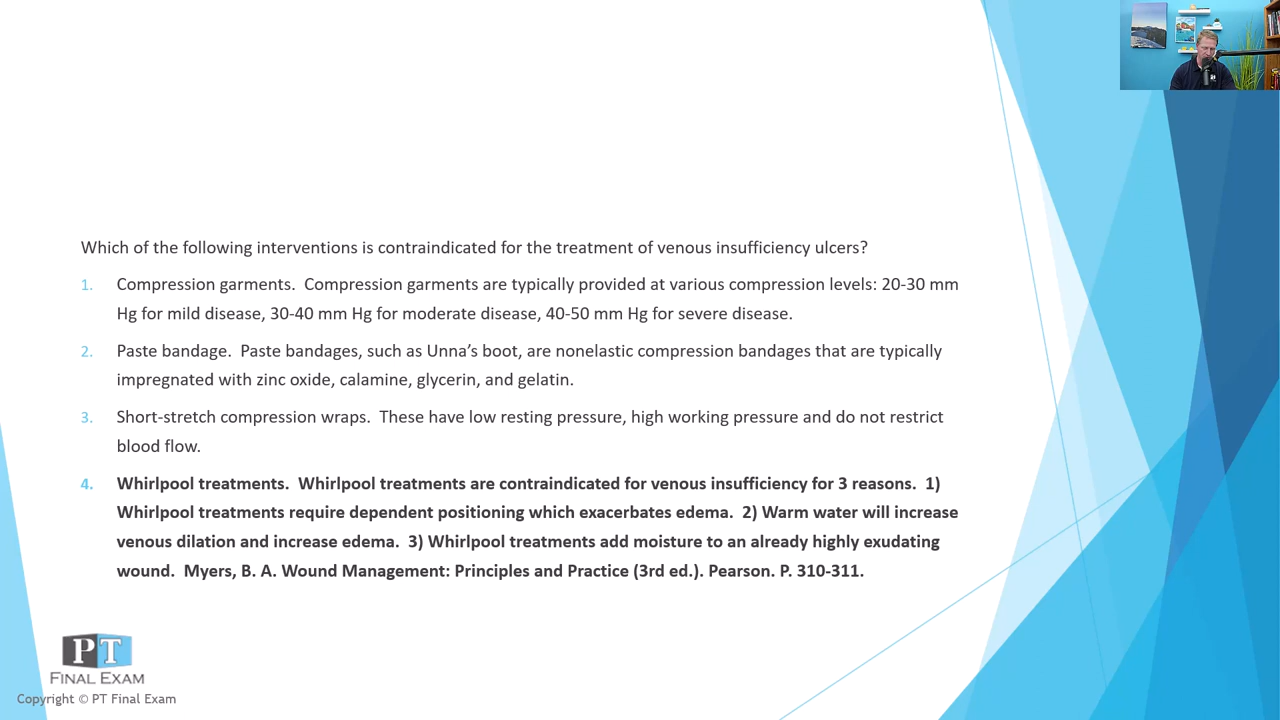 Which of the following interventions is contraindicated for the treatment of venous insufficiency ulcers?
1. Compression garments.  Compression garments are typically provided at various compression levels: 20-30 mm
Hg for mild disease, 30-40 mm Hg for moderate disease, 40-50 mm Hg for severe disease.
2. Paste bandage.  Paste bandages, such as Unna’s boot, are nonelastic compression bandages that are typically
impregnated with zinc oxide, calamine, glycerin, and gelatin.
3. Short-stretch compression wraps.  These have low resting pressure, high working pressure and do not restrict
blood flow.
4. Whirlpool treatments.  Whirlpool treatments are contraindicated for venous insufficiency for 3 reasons.  1)
Whirlpool treatments require dependent positioning which exacerbates edema.  2) Warm water will increase
venous dilation and increase edema.  3) Whirlpool treatments add moisture to an already highly exudating
wound.  Myers, B. A. Wound Management: Principles and Practice (3rd ed.). Pearson. P. 310-311.
PT
FINAL EXAM
Copyright © PT Final Exam